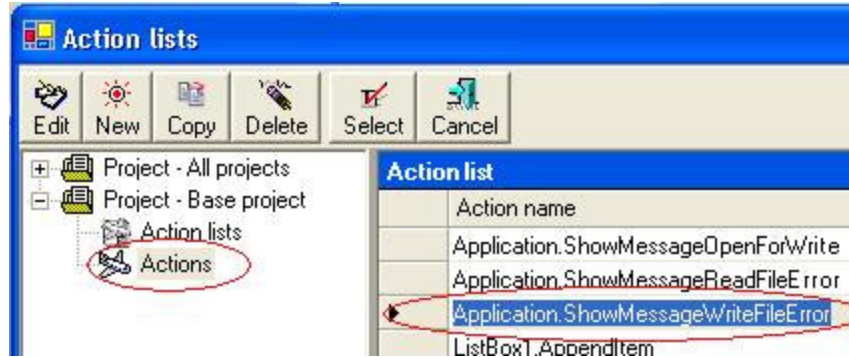 Action lists
Edit New Copy Delete Select Cancel
Project - All projects
Project - Base project
Action lists
Actions
Action list
Action name
Application.ShowMessageOpenForWrite
Application.ShowMessageReadFileError
Application.ShowMessageWriteFileError
ListBox1.AppendItem